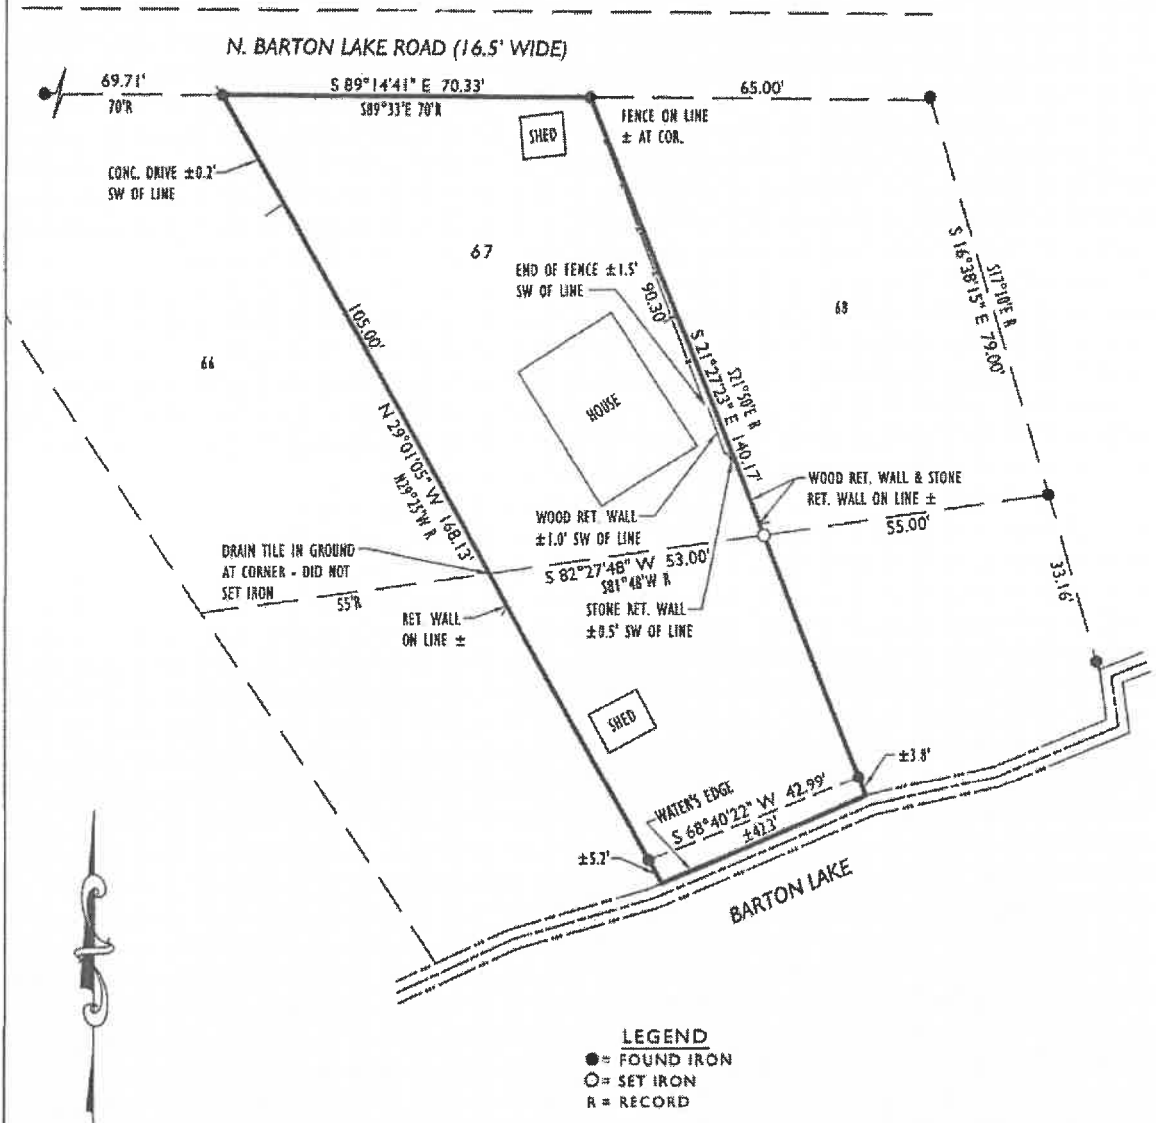 N. BARTON LAKE ROAD (16.5' WIDE)
69.71'
70'R
S 89°14'41" E 70.33'
S89°33'E 70'R
65.00'
SHED
FENCE ON LINE
± AT COR.
CONC. DRIVE ±0.2'
SW OF LINE
67
END OF FENCE ±1.5'
SW OF LINE
90.30'
S 16°38'15" E 79.00'
S17°10'E R
68
105.00'
66
HOUSE
S 21°27'23" E 140.17'
S21°50'E R
N 29°01'05" W 168.13'
N29°25'W R
WOOD RET. WALL & STONE
RET. WALL ON LINE ±
WOOD RET. WALL
±1.0' SW OF LINE
55.00'
DRAIN TILE IN GROUND
AT CORNER - DID NOT
SET IRON
S 82°27'48" W 53.00'
S81°48'W R
55'R
33.16'
RET WALL
ON LINE ±
STONE RET. WALL
±0.5' SW OF LINE
SHED
±3.8'
WATER'S EDGE
S 68°40'22" W 42.99'
±42.3'
±5.2'
BARTON LAKE
LEGEND
●= FOUND IRON
O= SET IRON
R = RECORD